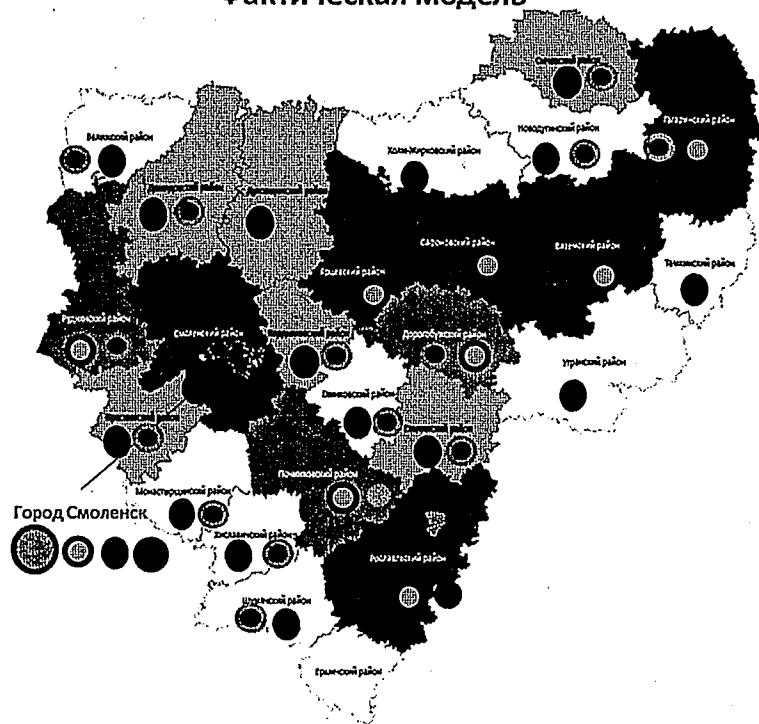 Фактическая модель
Велижский район
Новодугинский район
Гагаринский район
Холм-Жирковский район
Сафоновский район
Вяземский район
Темкинский район
Ярцевский район
Руднянский район
Смоленский район
Дорогобужский район
Угранский район
Глинковский район
Починковский район
Монастырщинский район
Город Смоленск
Хиславичский район
Рославльский район
Шумячский район
Ершичский район